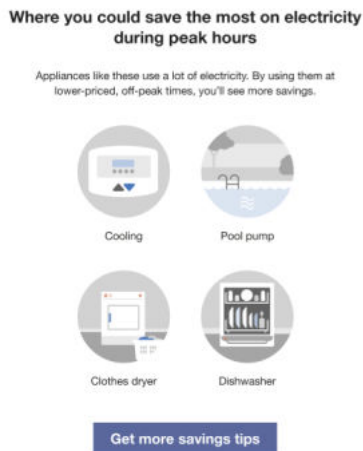 Where you could save the most on electricity
during peak hours
Appliances like these use a lot of electricity. By using them at
lower-priced, off-peak times, you'll see more savings.
Cooling
Pool pump
Clothes dryer
Dishwasher
Get more savings tips